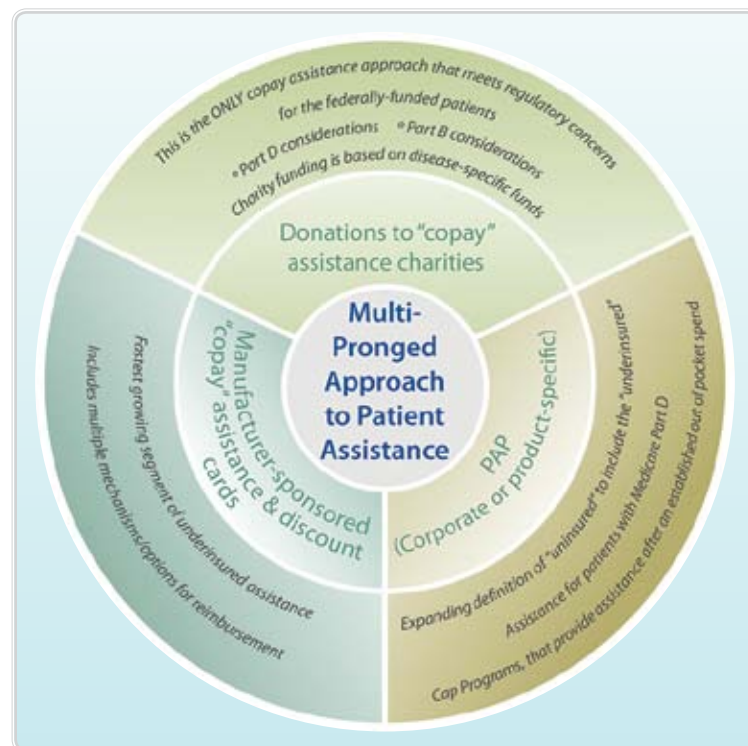 This is the ONLY copay assistance approach that meets regulatory concerns
for the federally-funded patients
*Part D considerations *Part B considerations
Charity funding is based on disease-specific funds
Donations to "copay"
assistance charities
Multi-
Pronged
Approach
to Patient
Assistance
Manufacturer-sponsored
"copay" assistance & discount
cards
Fastest growing segment of underinsured assistance
Includes multiple mechanisms/options for reimbursement
PAP
(Corporate or product-specific)
Expanding definition of "uninsured" to include the "underinsured"
Assistance for patients with Medicare Part D
Cap Programs, that provide assistance after an established out of pocket spend